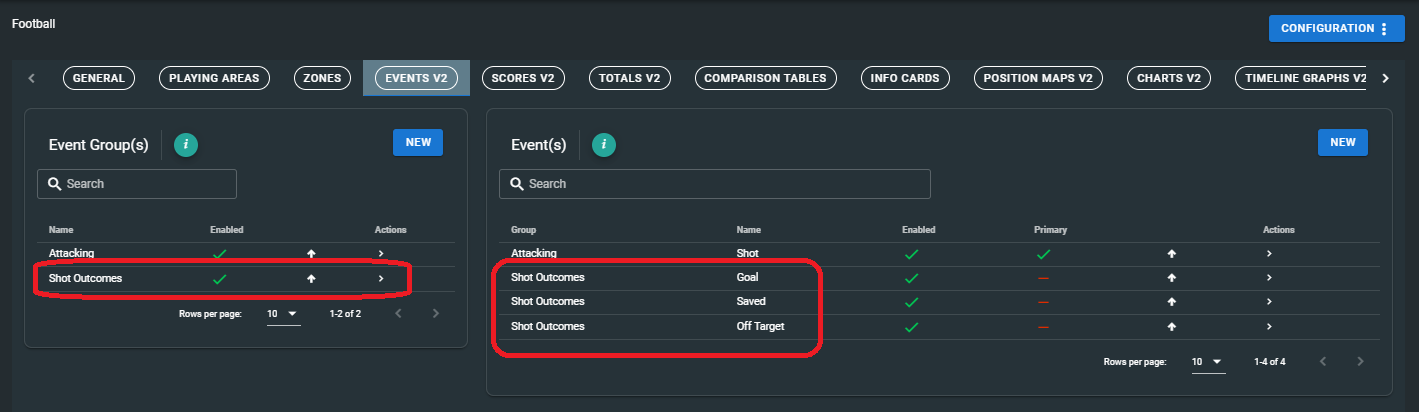 Football
CONFIGURATION
GENERAL PLAYING AREAS ZONES EVENTS V2 SCORES V2 TOTALS V2 COMPARISON TABLES INFO CARDS POSITION MAPS V2 CHARTS V2 TIMELINE GRAPHS V2
Event Group(s) i NEW
Search
Name Enabled Actions
Attacking
Shot Outcomes
Rows per page: 10 1-2 of 2
Event(s) i NEW
Search
Group Name Enabled Primary Actions
Attacking Shot
Shot Outcomes Goal
Shot Outcomes Saved
Shot Outcomes Off Target
Rows per page: 10 1-4 of 4